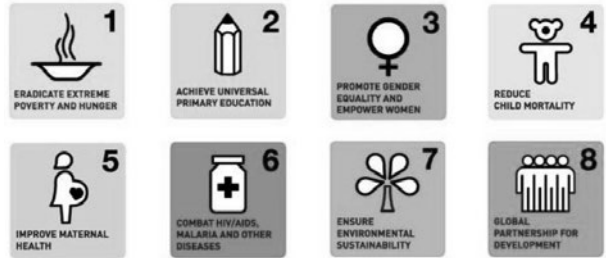 1
ERADICATE EXTREME
POVERTY AND HUNGER
2
ACHIEVE UNIVERSAL
PRIMARY EDUCATION
3
PROMOTE GENDER
EQUALITY AND
EMPOWER WOMEN
4
REDUCE
CHILD MORTALITY
5
IMPROVE MATERNAL
HEALTH
6
COMBAT HIV/AIDS,
MALARIA AND OTHER
DISEASES
7
ENSURE
ENVIRONMENTAL
SUSTAINABILITY
8
GLOBAL
PARTNERSHIP FOR
DEVELOPMENT